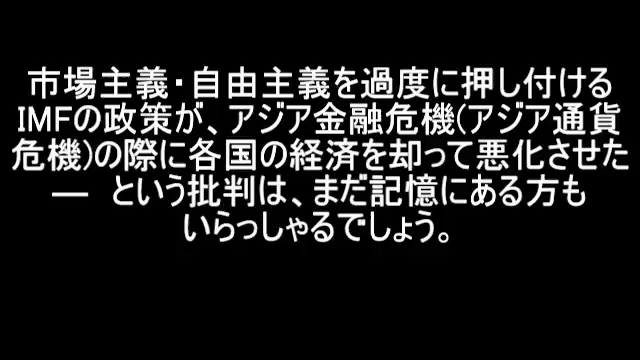 市場主義・自由主義を過度に押し付ける
IMFの政策が、アジア金融危機(アジア通貨
危機)の際に各国の経済を却って悪化させた
― という批判は、まだ記憶にある方も
いらっしゃるでしょう。